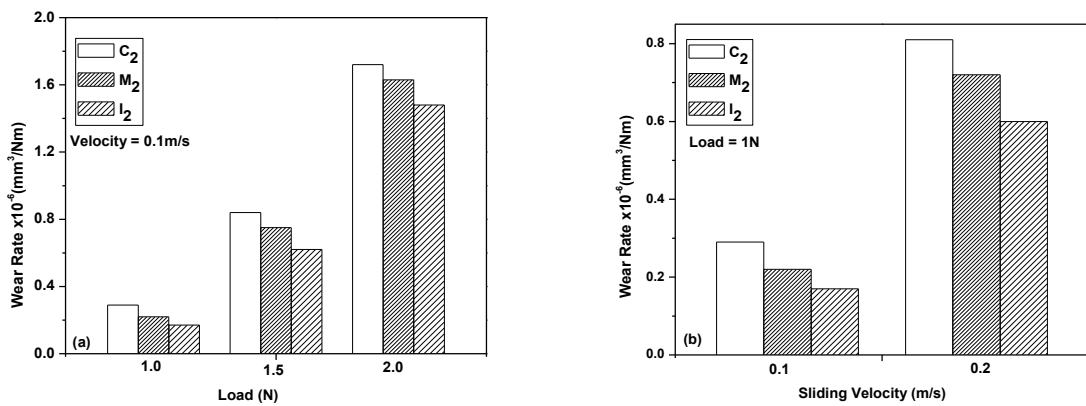 2.0
1.6
1.2
0.8
0.4
0.0
Wear Rate x10⁻⁶(mm³/Nm)
C₂
M₂
I₂
Velocity = 0.1m/s
(a)
1.0 1.5 2.0
Load (N)
0.8
0.6
0.4
0.2
0.0
Wear Rate x10⁻⁶(mm³/Nm)
C₂
M₂
I₂
Load = 1N
(b)
0.1 0.2
Sliding Velocity (m/s)